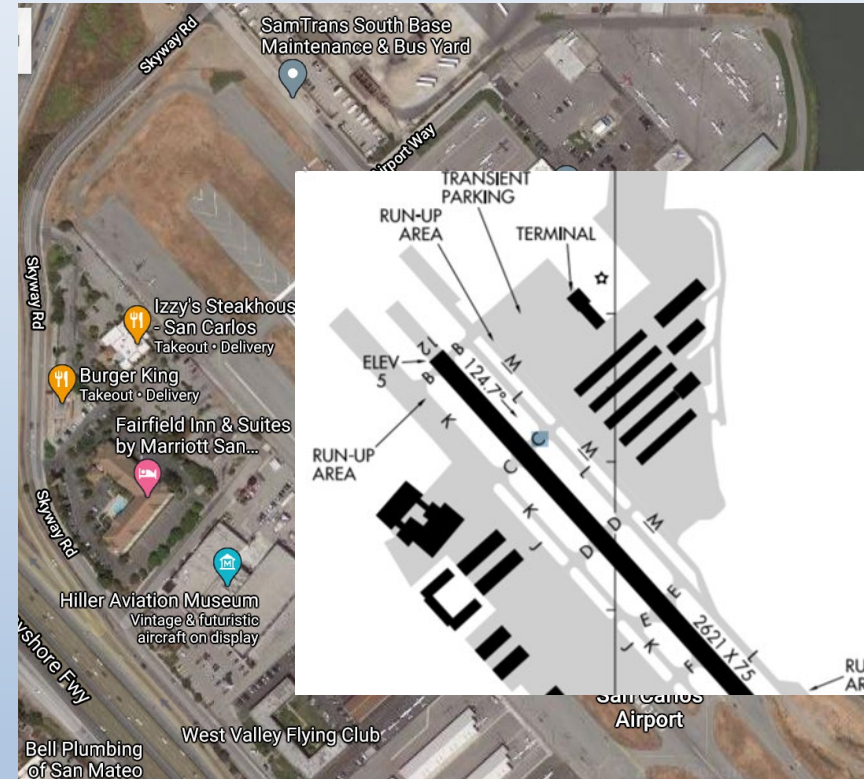 Skyway Rd
SamTrans South Base
Maintenance & Bus Yard
Airport Way
Skyway Rd
Izzy's Steakhous
- San Carlos
Takeout • Delivery
Burger King
Takeout • Delivery
Fairfield Inn & Suites
by Marriott San...
Skyway Rd
Hiller Aviation Museum
Vintage & futuristic
aircraft on display
yshore Fwy
West Valley Flying Club
Bell Plumbing
of San Mateo
San Carlos
Airport
TRANSIENT
PARKING
RUN-UP
AREA
TERMINAL
ELEV
5
12
B
B
124.7°
M
L
K
RUN-UP
AREA
C
C
M
L
K
J
D
D
M
E
E
J
K
F
2621 X 75
L
RU
AR